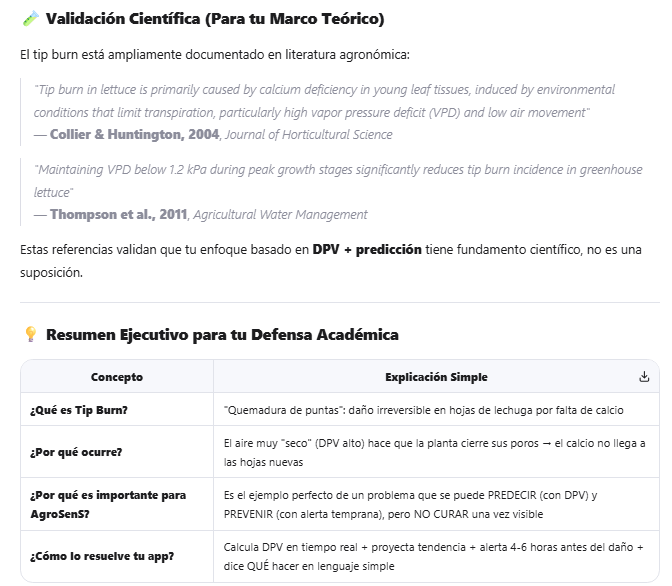 🧪 Validación Científica (Para tu Marco Teórico)
El tip burn está ampliamente documentado en literatura agronómica:
"Tip burn in lettuce is primarily caused by calcium deficiency in young leaf tissues, induced by environmental
conditions that limit transpiration, particularly high vapor pressure deficit (VPD) and low air movement"
— Collier & Huntington, 2004, Journal of Horticultural Science
"Maintaining VPD below 1.2 kPa during peak growth stages significantly reduces tip burn incidence in greenhouse
lettuce"
— Thompson et al., 2011, Agricultural Water Management
Estas referencias validan que tu enfoque basado en DPV + predicción tiene fundamento científico, no es una
suposición.
💡 Resumen Ejecutivo para tu Defensa Académica
Concepto Explicación Simple
¿Qué es Tip Burn? "Quemadura de puntas": daño irreversible en hojas de lechuga por falta de calcio
¿Por qué ocurre? El aire muy "seco" (DPV alto) hace que la planta cierre sus poros → el calcio no llega a
las hojas nuevas
¿Por qué es importante para
AgroSenS?
Es el ejemplo perfecto de un problema que se puede PREDECIR (con DPV) y
PREVENIR (con alerta temprana), pero NO CURAR una vez visible
¿Cómo lo resuelve tu app? Calcula DPV en tiempo real + proyecta tendencia + alerta 4-6 horas antes del daño +
dice QUÉ hacer en lenguaje simple